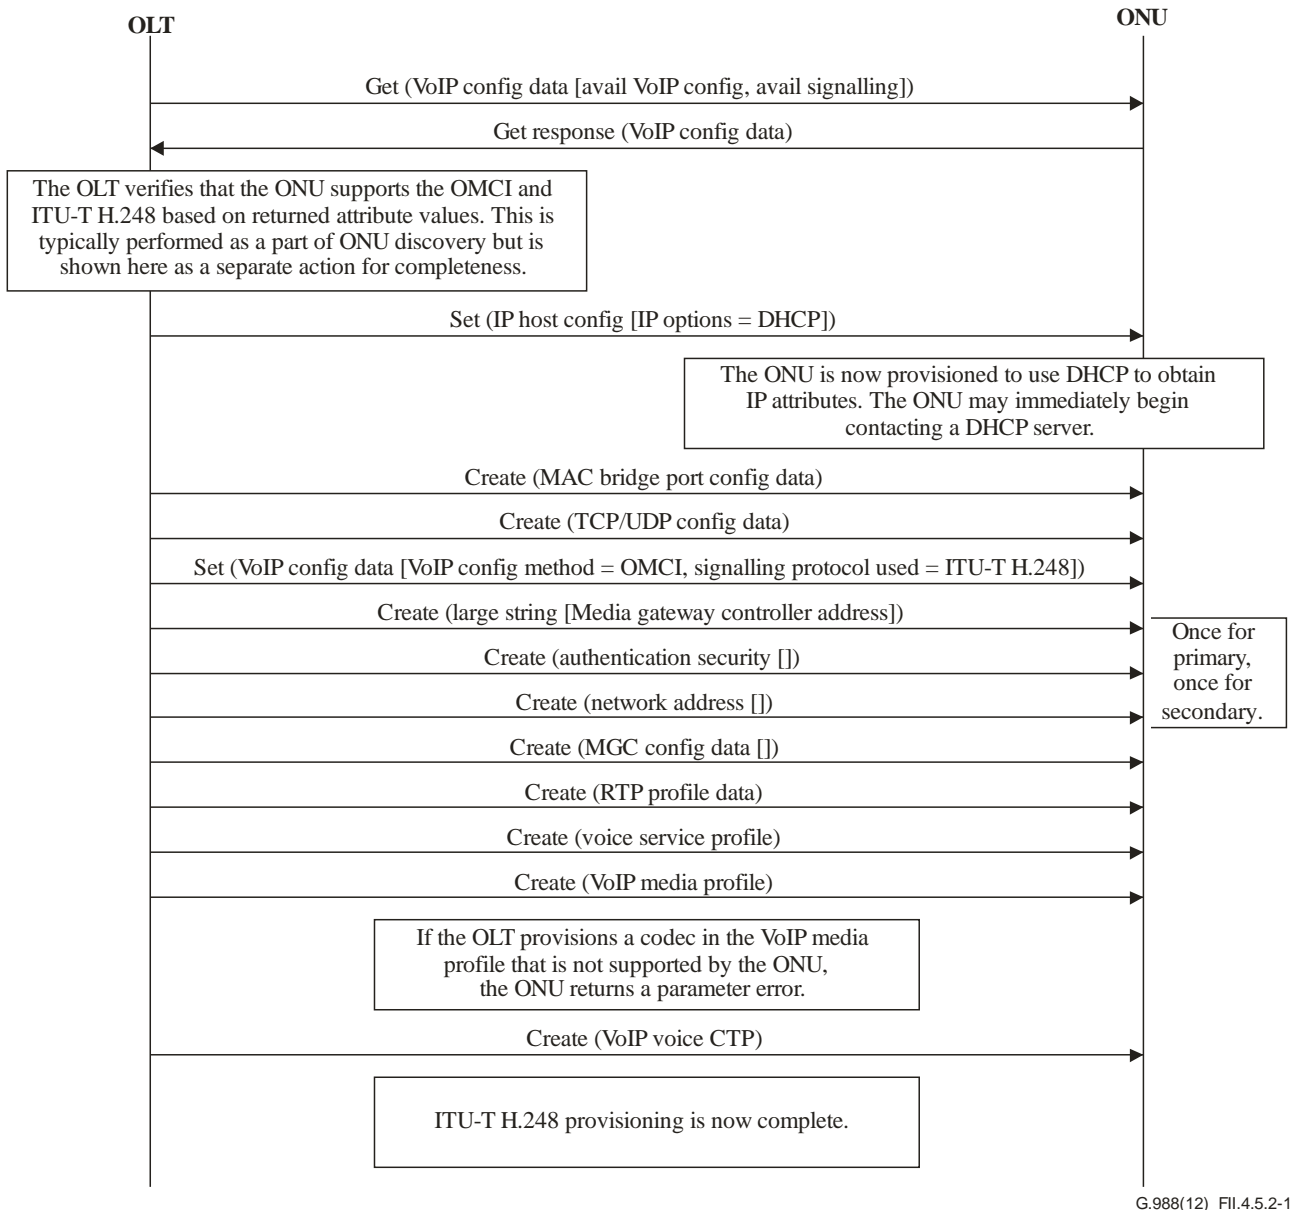 OLT
ONU
Get (VoIP config data [avail VoIP config, avail signalling])
Get response (VoIP config data)
The OLT verifies that the ONU supports the OMCI and
ITU-T H.248 based on returned attribute values. This is
typically performed as a part of ONU discovery but is
shown here as a separate action for completeness.
Set (IP host config [IP options = DHCP])
The ONU is now provisioned to use DHCP to obtain
IP attributes. The ONU may immediately begin
contacting a DHCP server.
Create (MAC bridge port config data)
Create (TCP/UDP config data)
Set (VoIP config data [VoIP config method = OMCI, signalling protocol used = ITU-T H.248])
Create (large string [Media gateway controller address])
Create (authentication security [])
Create (network address [])
Once for
primary,
once for
secondary.
Create (MGC config data [])
Create (RTP profile data)
Create (voice service profile)
Create (VoIP media profile)
If the OLT provisions a codec in the VoIP media
profile that is not supported by the ONU,
the ONU returns a parameter error.
Create (VoIP voice CTP)
ITU-T H.248 provisioning is now complete.
G.988(12)_FII.4.5.2-1